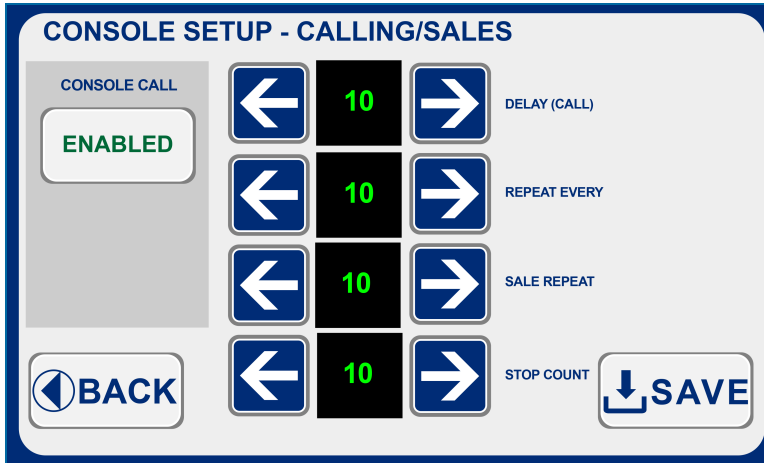 CONSOLE SETUP - CALLING/SALES
CONSOLE CALL
ENABLED
10
DELAY (CALL)
10
REPEAT EVERY
10
SALE REPEAT
10
STOP COUNT
BACK
SAVE